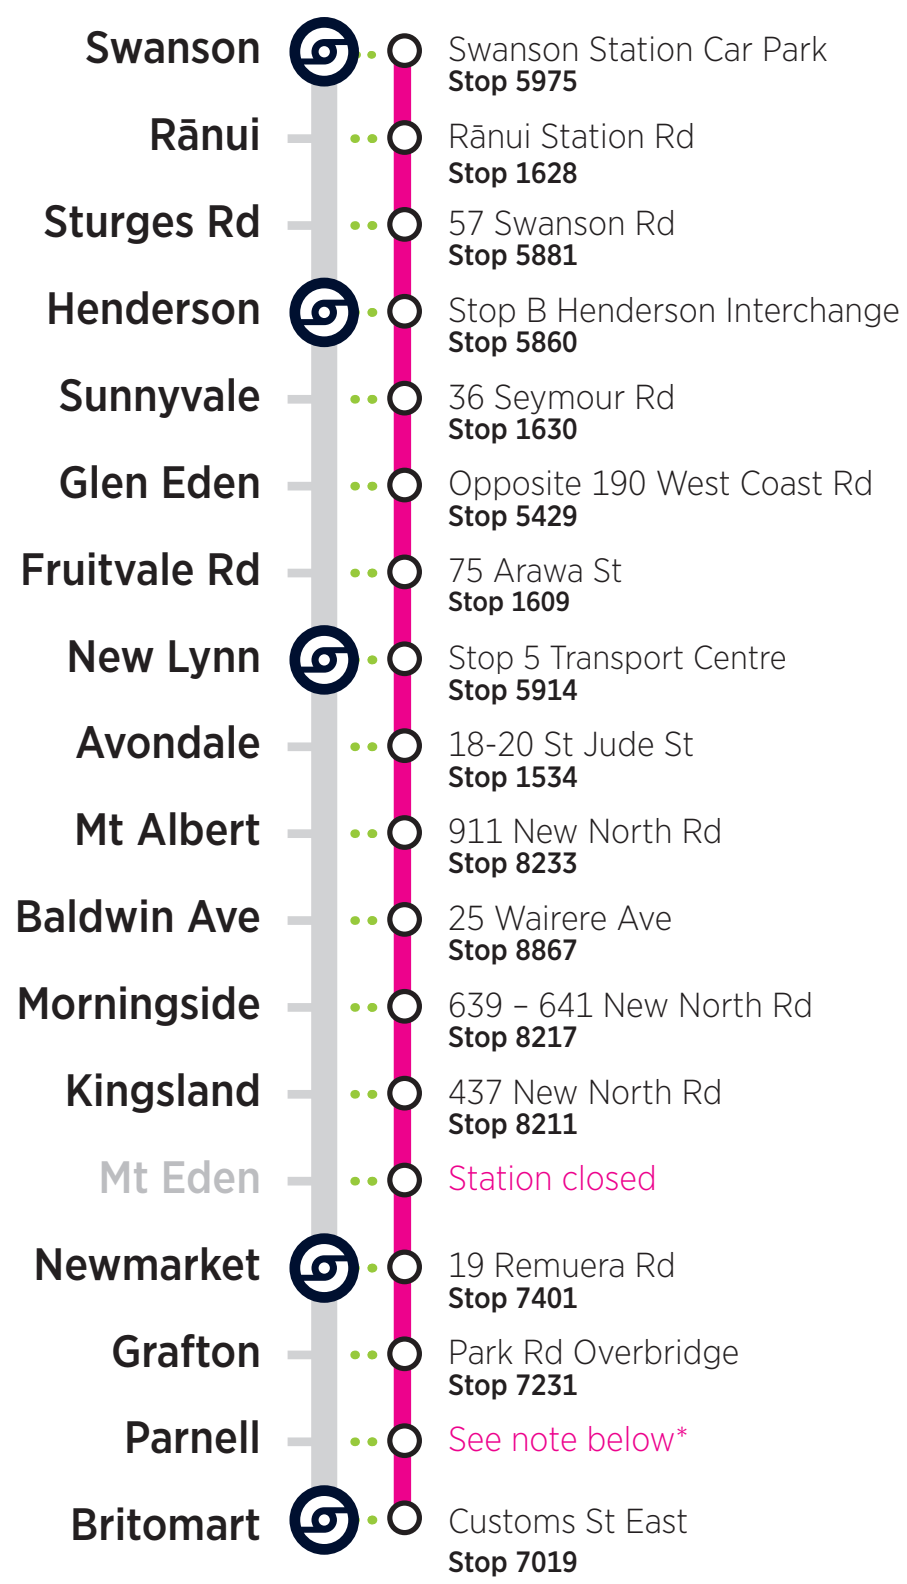 Swanson
Swanson Station Car Park
Stop 5975
Rānui
Rānui Station Rd
Stop 1628
Sturges Rd
57 Swanson Rd
Stop 5881
Henderson
Stop B Henderson Interchange
Stop 5860
Sunnyvale
36 Seymour Rd
Stop 1630
Glen Eden
Opposite 190 West Coast Rd
Stop 5429
Fruitvale Rd
75 Arawa St
Stop 1609
New Lynn
Stop 5 Transport Centre
Stop 5914
Avondale
18-20 St Jude St
Stop 1534
Mt Albert
911 New North Rd
Stop 8233
Baldwin Ave
25 Wairere Ave
Stop 8867
Morningside
639 – 641 New North Rd
Stop 8217
Kingsland
437 New North Rd
Stop 8211
Mt Eden
Station closed
Newmarket
19 Remuera Rd
Stop 7401
Grafton
Park Rd Overbridge
Stop 7231
Parnell
See note below*
Britomart
Customs St East
Stop 7019